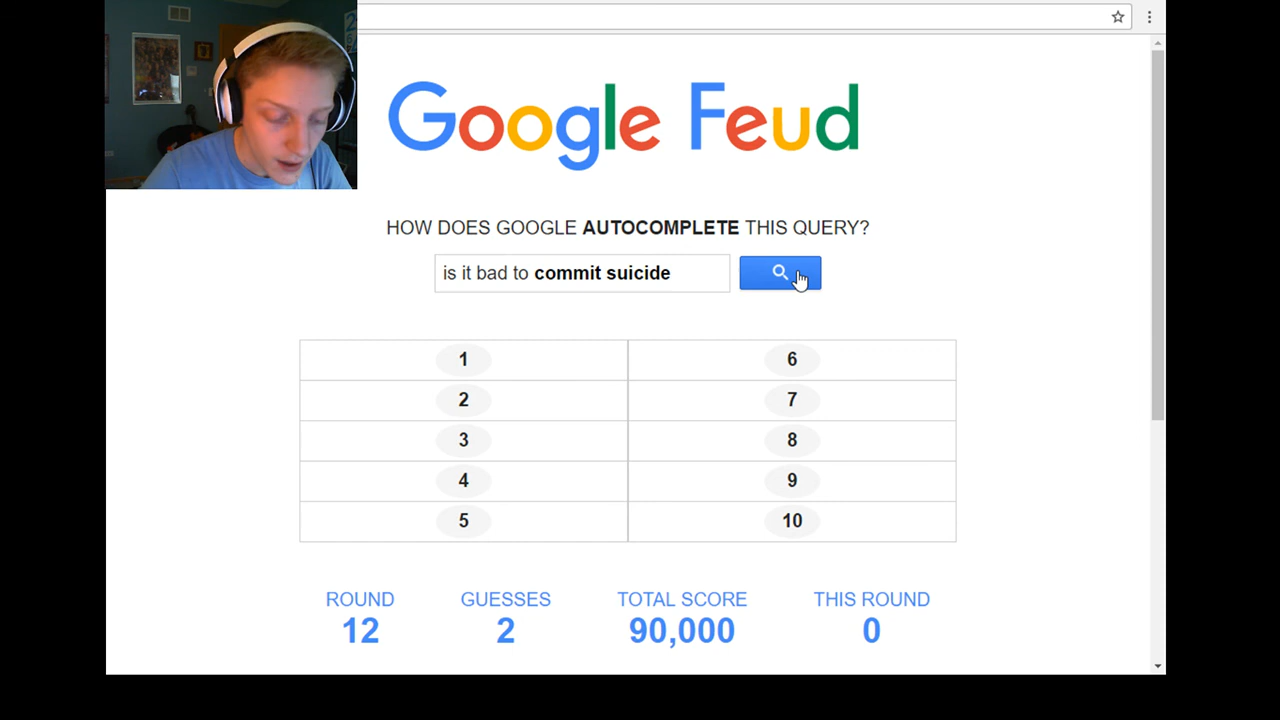 Google Feud
HOW DOES GOOGLE AUTOCOMPLETE THIS QUERY?
is it bad to commit suicide
1 6
2 7
3 8
4 9
5 10
ROUND GUESSES TOTAL SCORE THIS ROUND
12 2 90,000 0